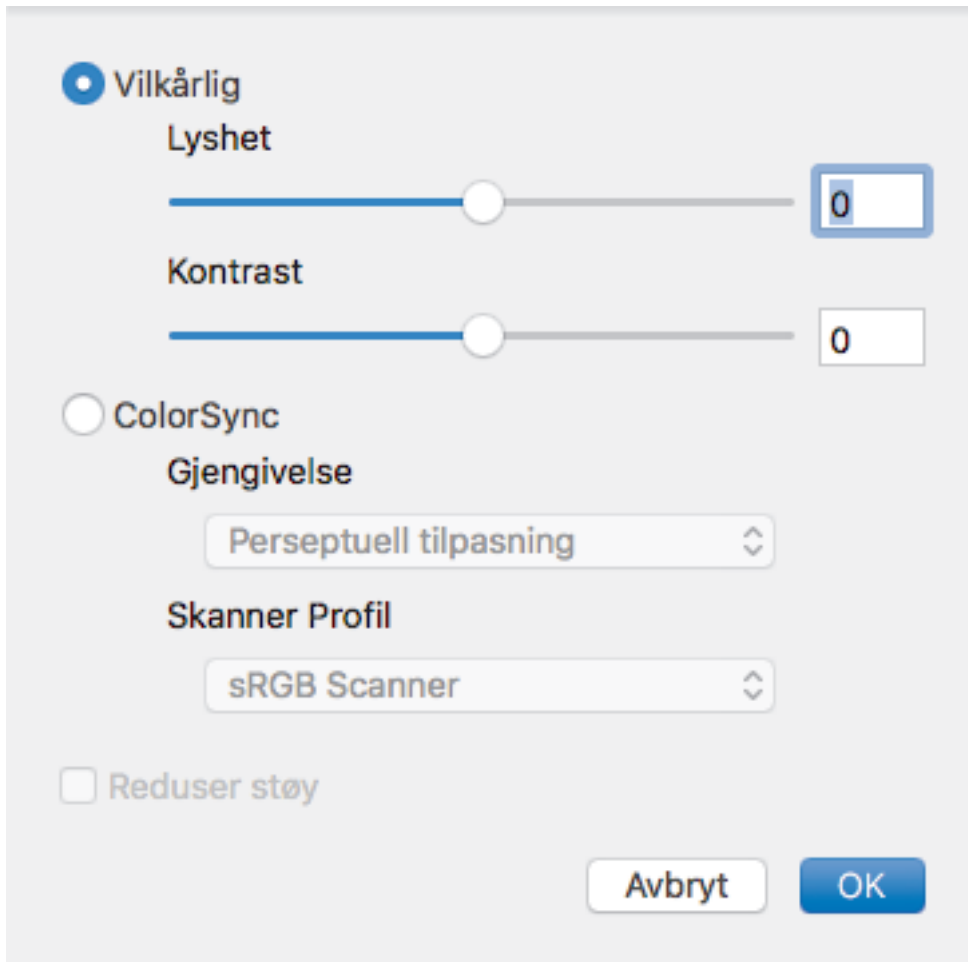 Vilkårlig
Lyshet
0
Kontrast
0
ColorSync
Gjengivelse
Perseptuell tilpasning
Skanner Profil
sRGB Scanner
Reduser støy
Avbryt OK